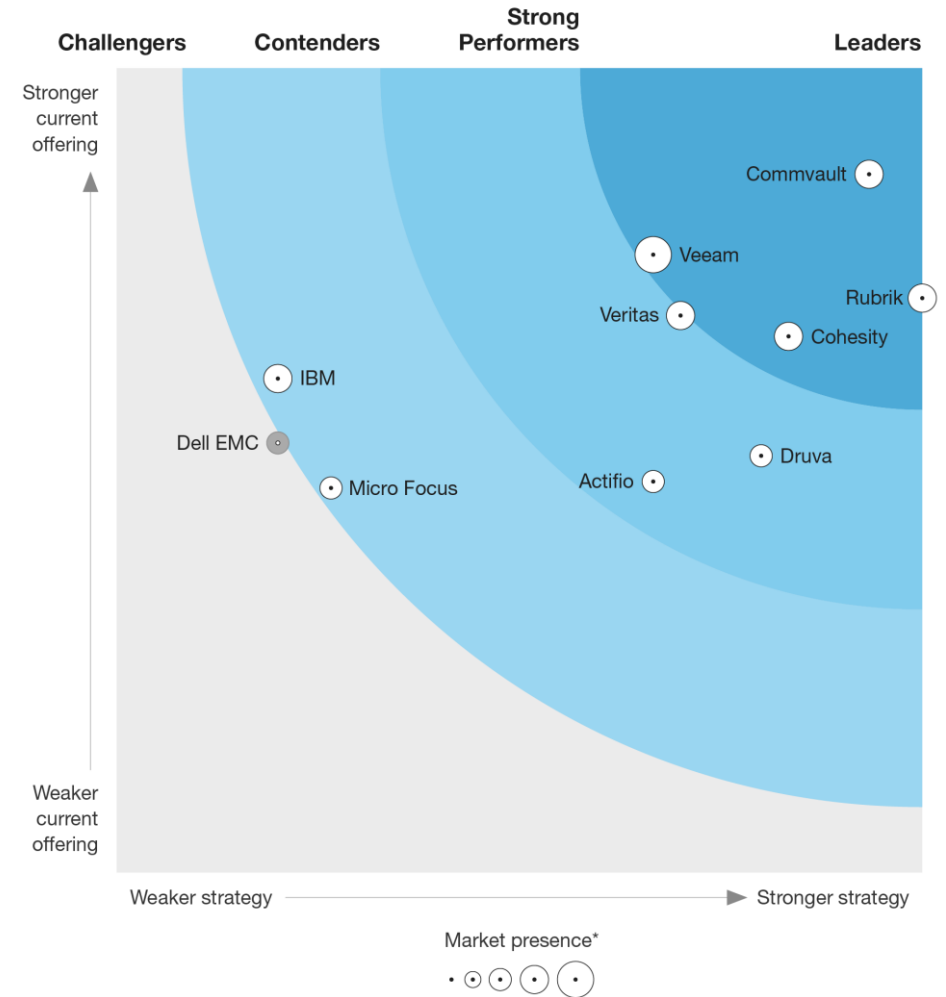 Challengers
Contenders
Strong
Performers
Leaders
Stronger
current
offering
Commvault
Veeam
Rubrik
Veritas
Cohesity
IBM
Dell EMC
Druva
Actifio
Micro Focus
Weaker
current
offering
Weaker strategy
Stronger strategy
Market presence*